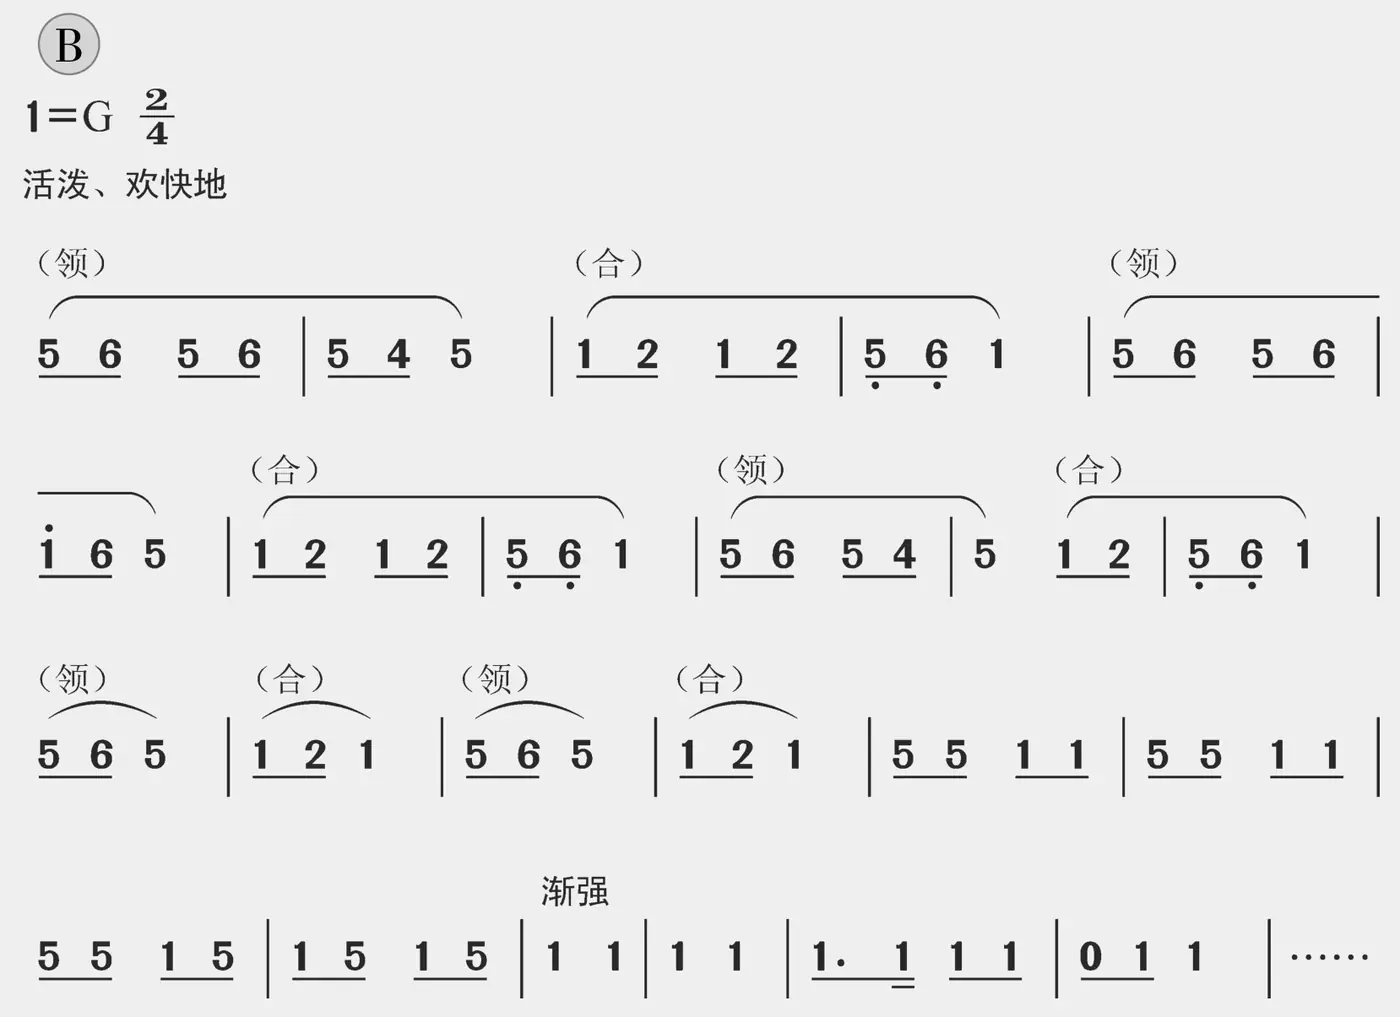 B
1=G 2/4
活泼、欢快地
(领) (合) (领)
5 6 5 6 | 5 4 5 | 1 2 1 2 | 5̣ 6̣ 1 | 5 6 5 6 |
(合) (领) (合)
1̇ 6 5 | 1 2 1 2 | 5̣ 6̣ 1 | 5 6 5 4 | 5 1 2 | 5̣ 6̣ 1 |
(领) (合) (领) (合)
5 6 5 | 1 2 1 | 5 6 5 | 1 2 1 | 5 5 1 1 | 5 5 1 1 |
渐强
5 5 1 5 | 1 5 1 5 | 1 1 | 1 1 | 1. 1 1 1 | 0 1 1 | ……